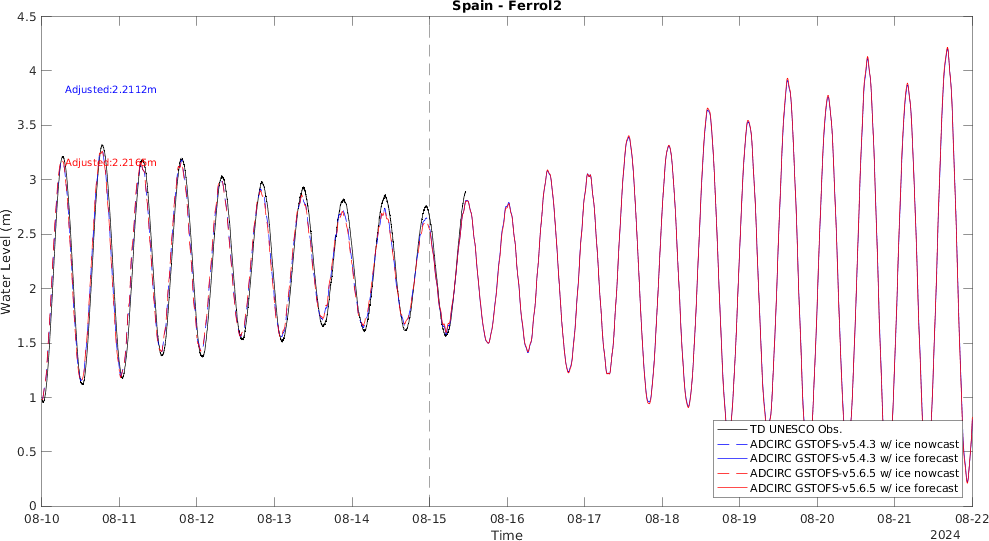 Spain - Ferrol2
4.5
4
3.5
3
2.5
2
1.5
1
0.5
0
Water Level (m)
Adjusted:2.2112m
TD UNESCO Obs.
ADCIRC GSTOFS-v5.4.3 w/ ice nowcast
ADCIRC GSTOFS-v5.4.3 w/ ice forecast
ADCIRC GSTOFS-v5.6.5 w/ ice nowcast
ADCIRC GSTOFS-v5.6.5 w/ ice forecast
08-10 08-11 08-12 08-13 08-14 08-15 08-16 08-17 08-18 08-19 08-20 08-21 08-22
Time
2024